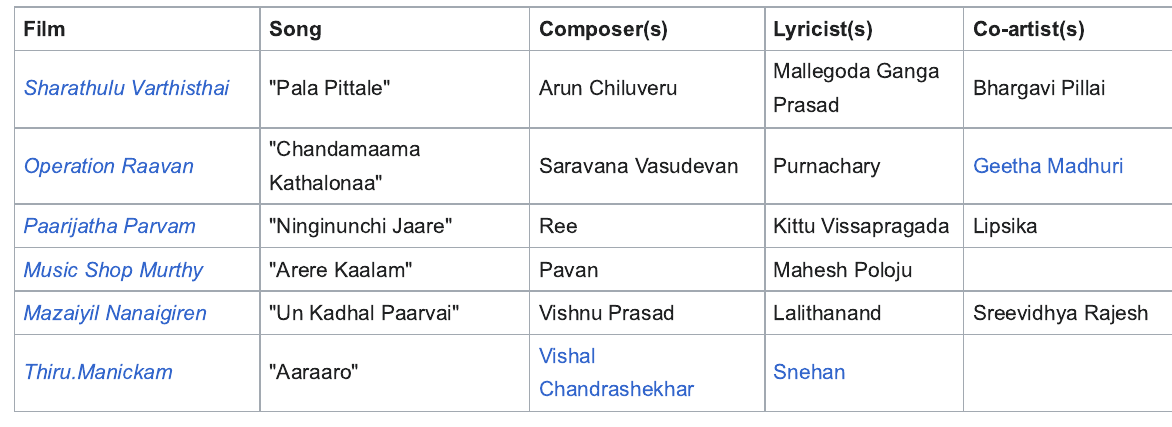 Film Song Composer(s) Lyricist(s) Co-artist(s)
Sharathulu Varthisthai "Pala Pittale" Arun Chiluveru Mallegoda Ganga Prasad Bhargavi Pillai
Operation Raavan "Chandamaama Kathalonaa" Saravana Vasudevan Purnachary Geetha Madhuri
Paarijatha Parvam "Ninginunchi Jaare" Ree Kittu Vissapragada Lipsika
Music Shop Murthy "Arere Kaalam" Pavan Mahesh Poloju
Mazaiyil Nanaigiren "Un Kadhal Paarvai" Vishnu Prasad Lalithanand Sreevidhya Rajesh
Thiru.Manickam "Aaraaro" Vishal Chandrashekhar Snehan